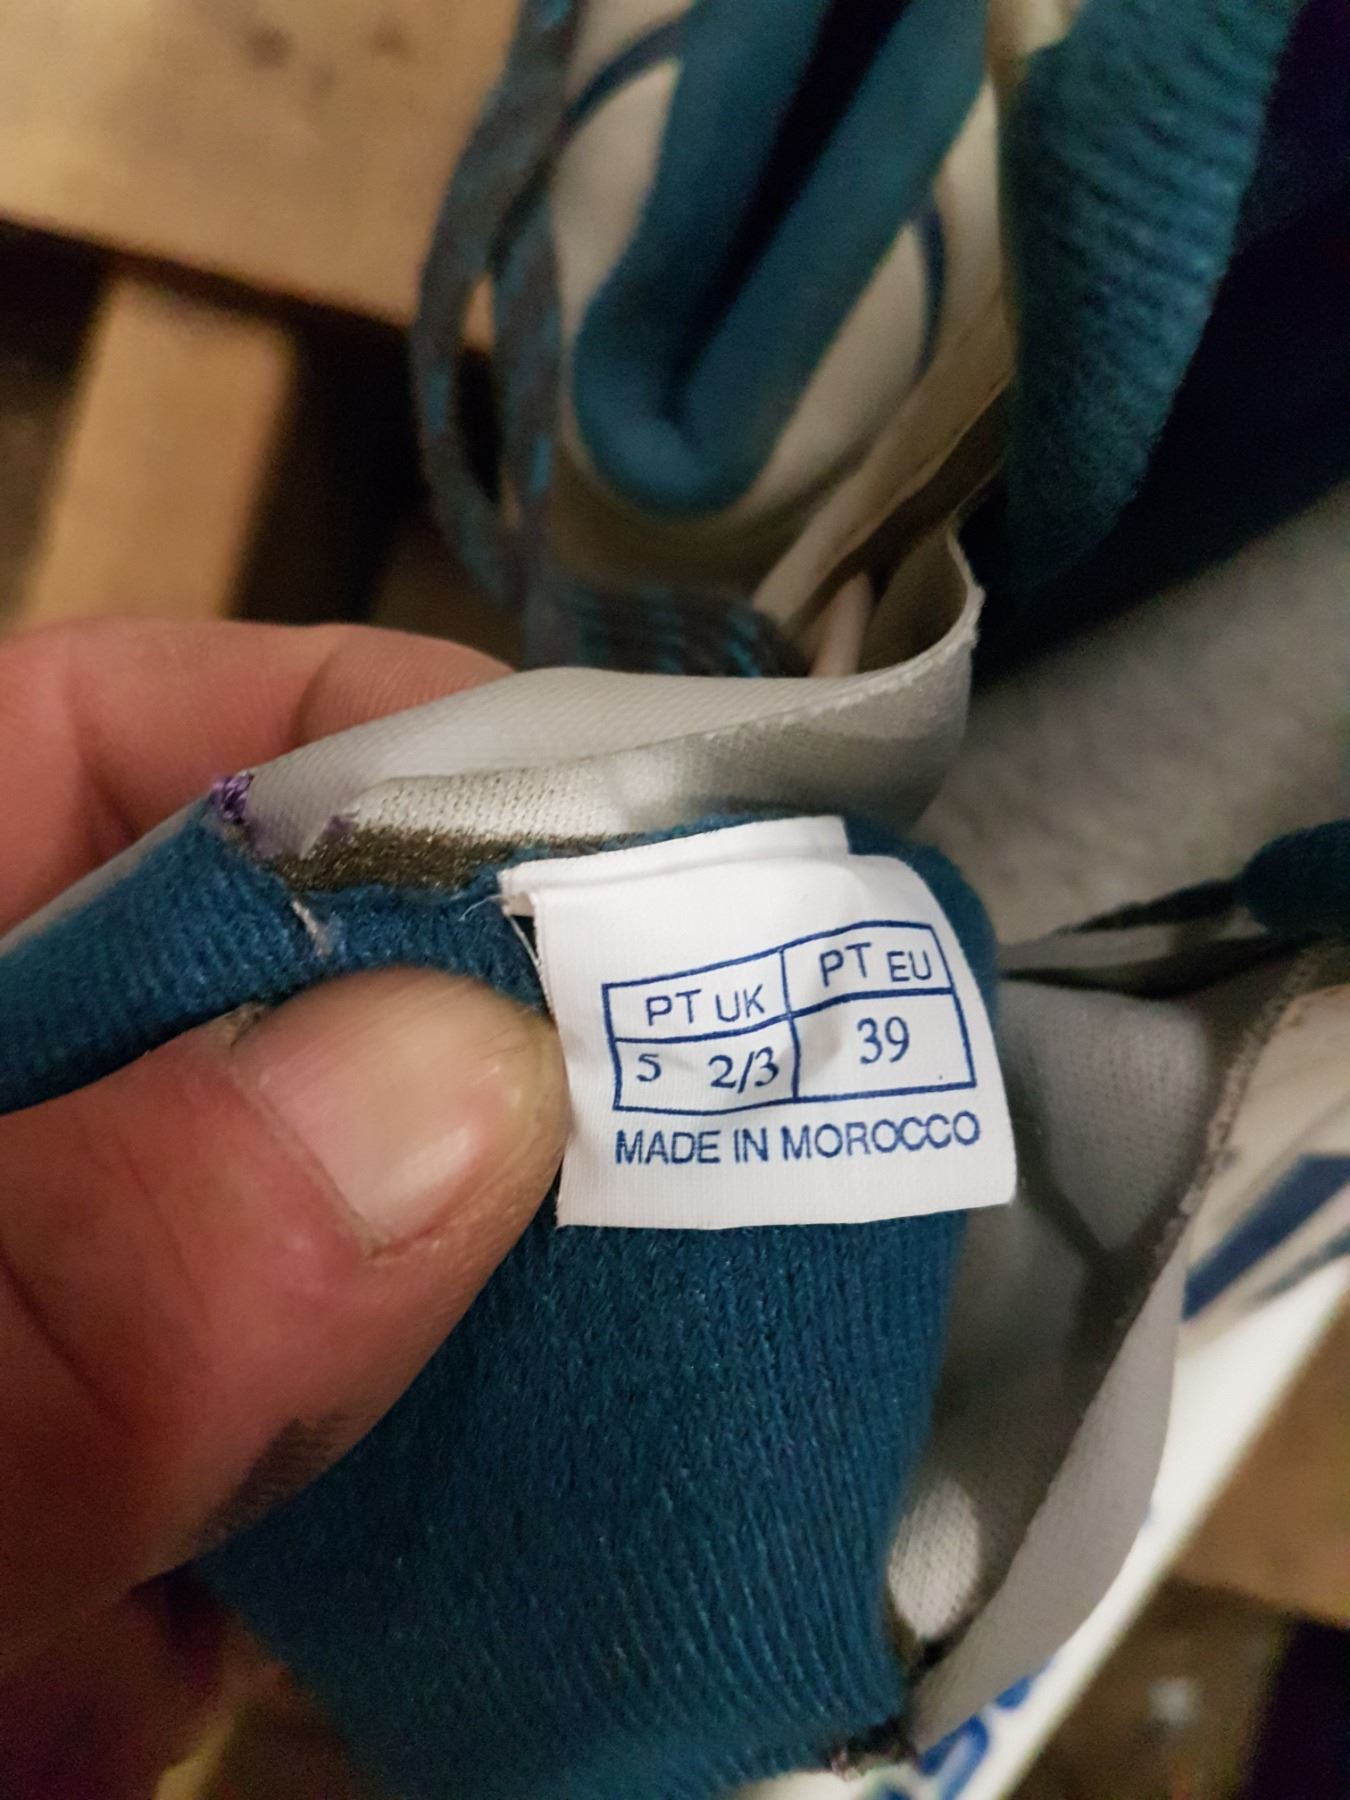 PT UK PT EU
5 2/3 39
MADE IN MOROCCO